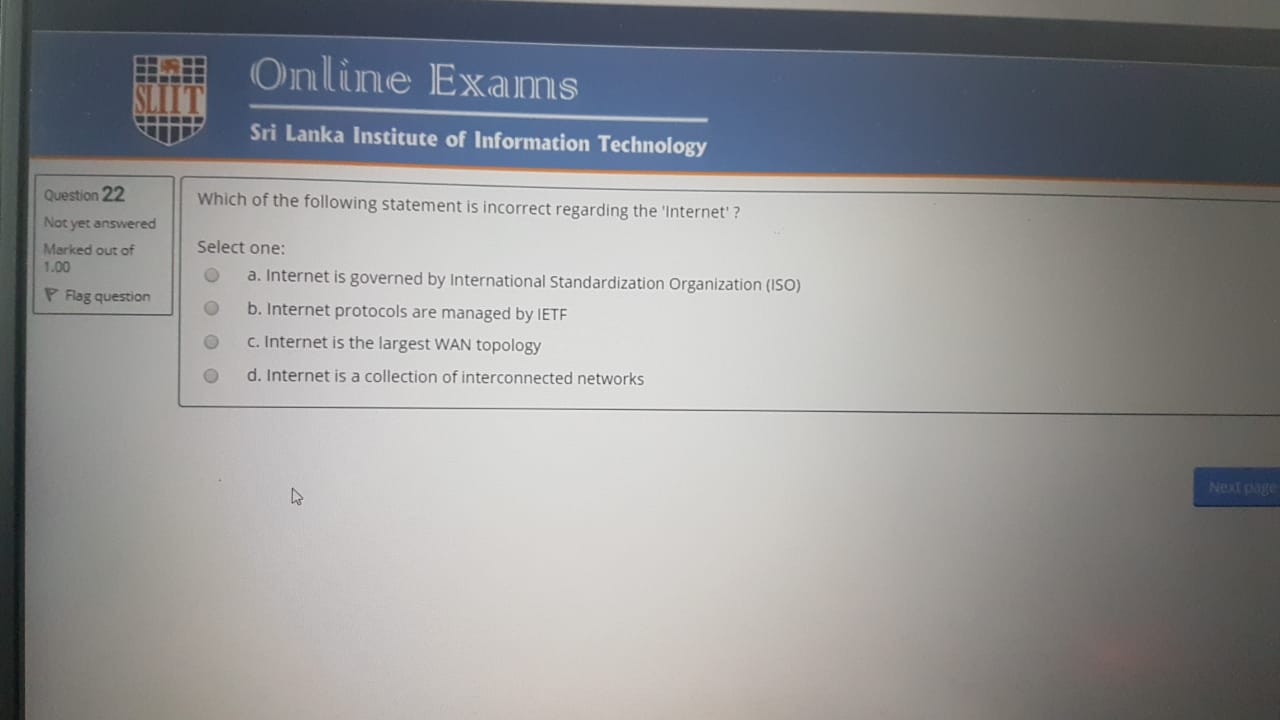 SLIIT
Online Exams
Sri Lanka Institute of Information Technology
Question 22
Not yet answered
Marked out of
1.00
Flag question
Which of the following statement is incorrect regarding the 'Internet' ?
Select one:
a. Internet is governed by International Standardization Organization (ISO)
b. Internet protocols are managed by IETF
c. Internet is the largest WAN topology
d. Internet is a collection of interconnected networks
Next page